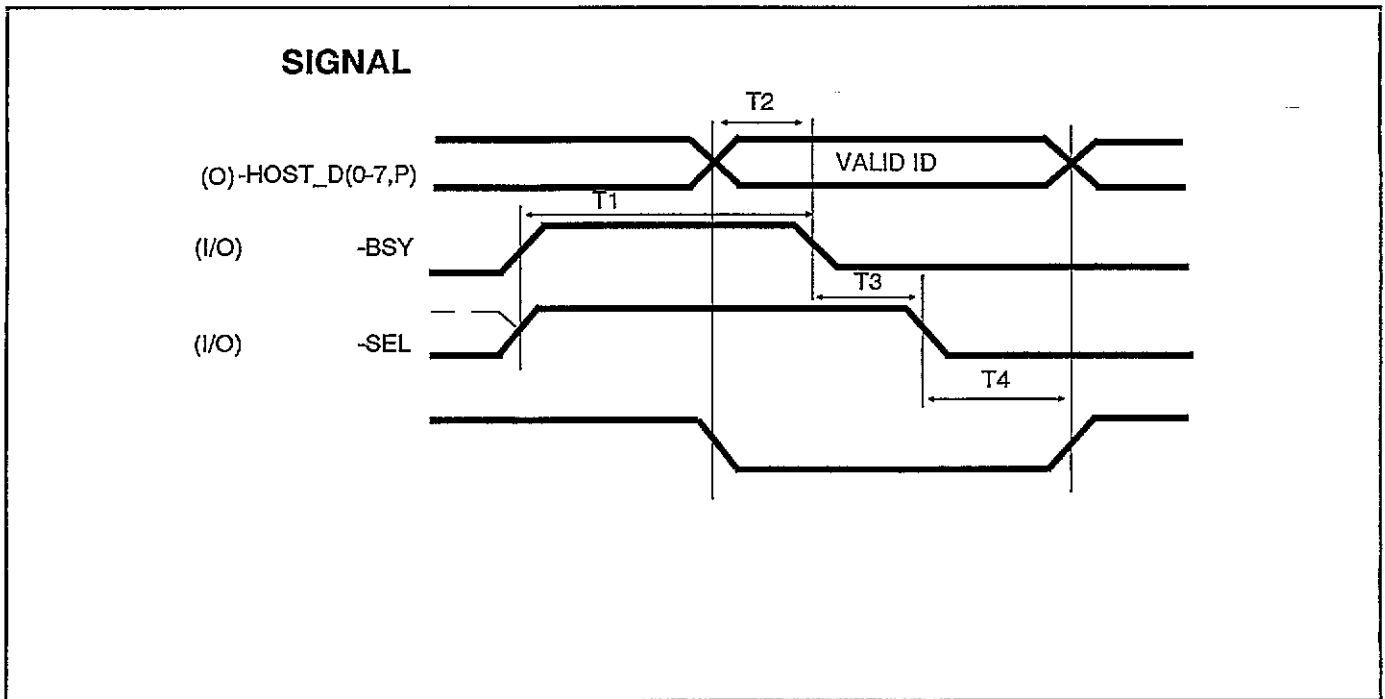 SIGNAL
T2
(O)-HOST_D(0-7,P)
VALID ID
T1
(I/O) -BSY
T3
(I/O) -SEL
T4